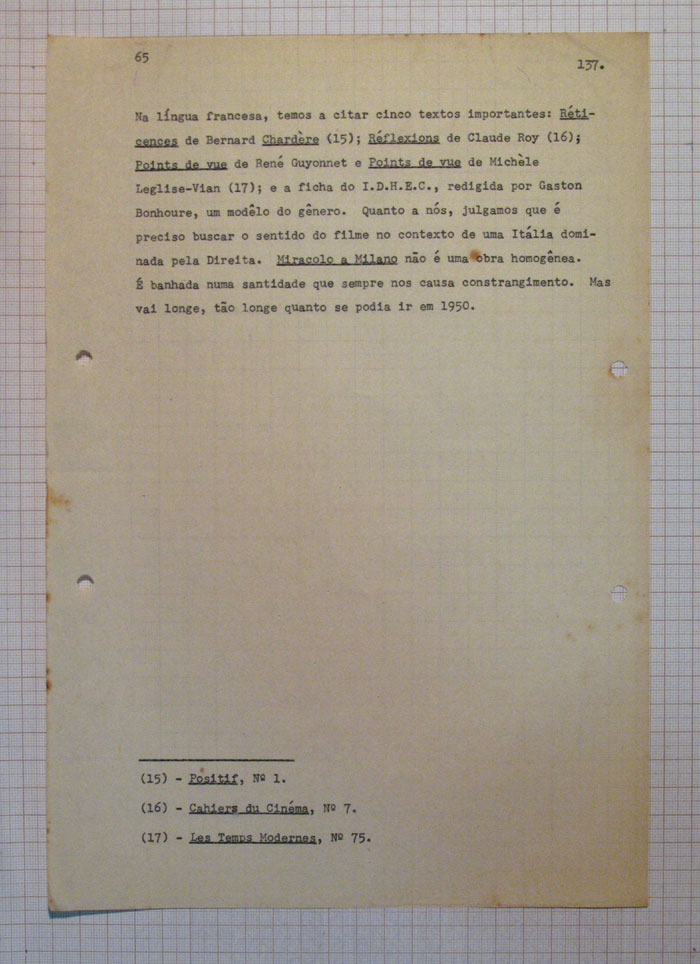 65
137.
Na língua francesa, temos a citar cinco textos importantes: Réti-
cences de Bernard Chardère (15); Réflexions de Claude Roy (16);
Points de vue de René Guyonnet e Points de vue de Michèle
Leglise-Vian (17); e a ficha do I.D.H.E.C., redigida por Gaston
Bonhoure, um modêlo do gênero. Quanto a nós, julgamos que é
preciso buscar o sentido do filme no contexto de uma Itália domi-
nada pela Direita. Miracolo a Milano não é uma obra homogênea.
É banhada numa santidade que sempre nos causa constrangimento. Mas
vai longe, tão longe quanto se podia ir em 1950.
(15) - Positif, Nº 1.
(16) - Cahiers du Cinéma, Nº 7.
(17) - Les Temps Modernes, Nº 75.